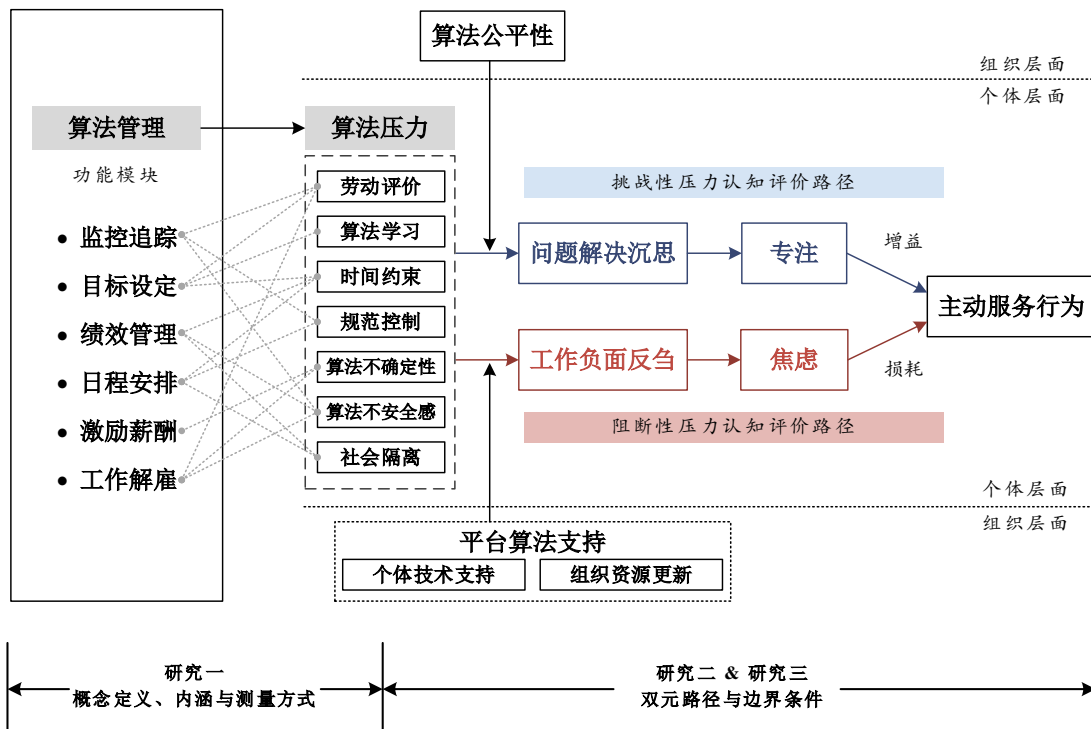 算法公平性
组织层面
个体层面
算法管理
算法压力
功能模块
• 监控追踪
• 目标设定
• 绩效管理
• 日程安排
• 激励薪酬
• 工作解雇
劳动评价
算法学习
时间约束
规范控制
算法不确定性
算法不安全感
社会隔离
挑战性压力认知评价路径
问题解决沉思
专注
增益
主动服务行为
工作负面反刍
焦虑
损耗
阻断性压力认知评价路径
个体层面
组织层面
平台算法支持
个体技术支持
组织资源更新
研究一
概念定义、内涵与测量方式
研究二 & 研究三
双元路径与边界条件